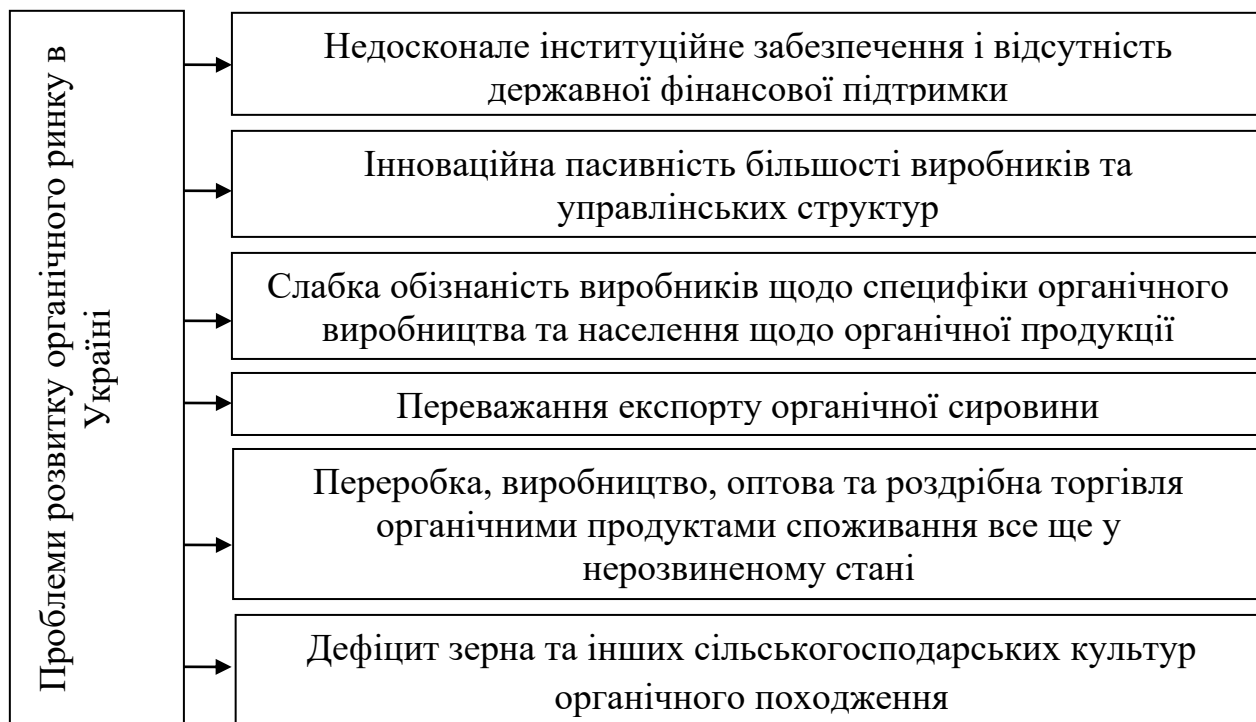 Проблеми розвитку органічного ринку в
Україні
Недосконале інституційне забезпечення і відсутність
державної фінансової підтримки
Інноваційна пасивність більшості виробників та
управлінських структур
Слабка обізнаність виробників щодо специфіки органічного
виробництва та населення щодо органічної продукції
Переважання експорту органічної сировини
Переробка, виробництво, оптова та роздрібна торгівля
органічними продуктами споживання все ще у
нерозвиненому стані
Дефіцит зерна та інших сільськогосподарських культур
органічного походження